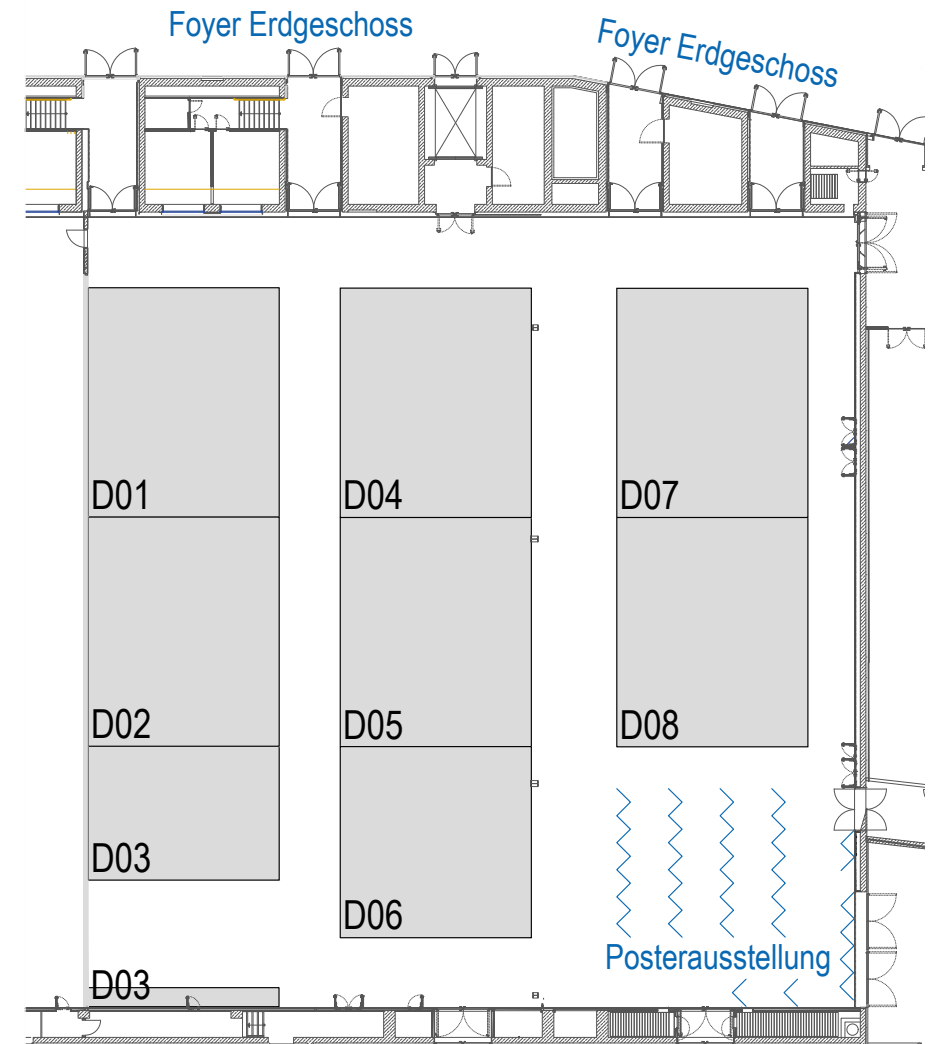 Foyer Erdgeschoss
Foyer Erdgeschoss
D01
D04
D07
D02
D05
D08
D03
D06
Posterausstellung
D03